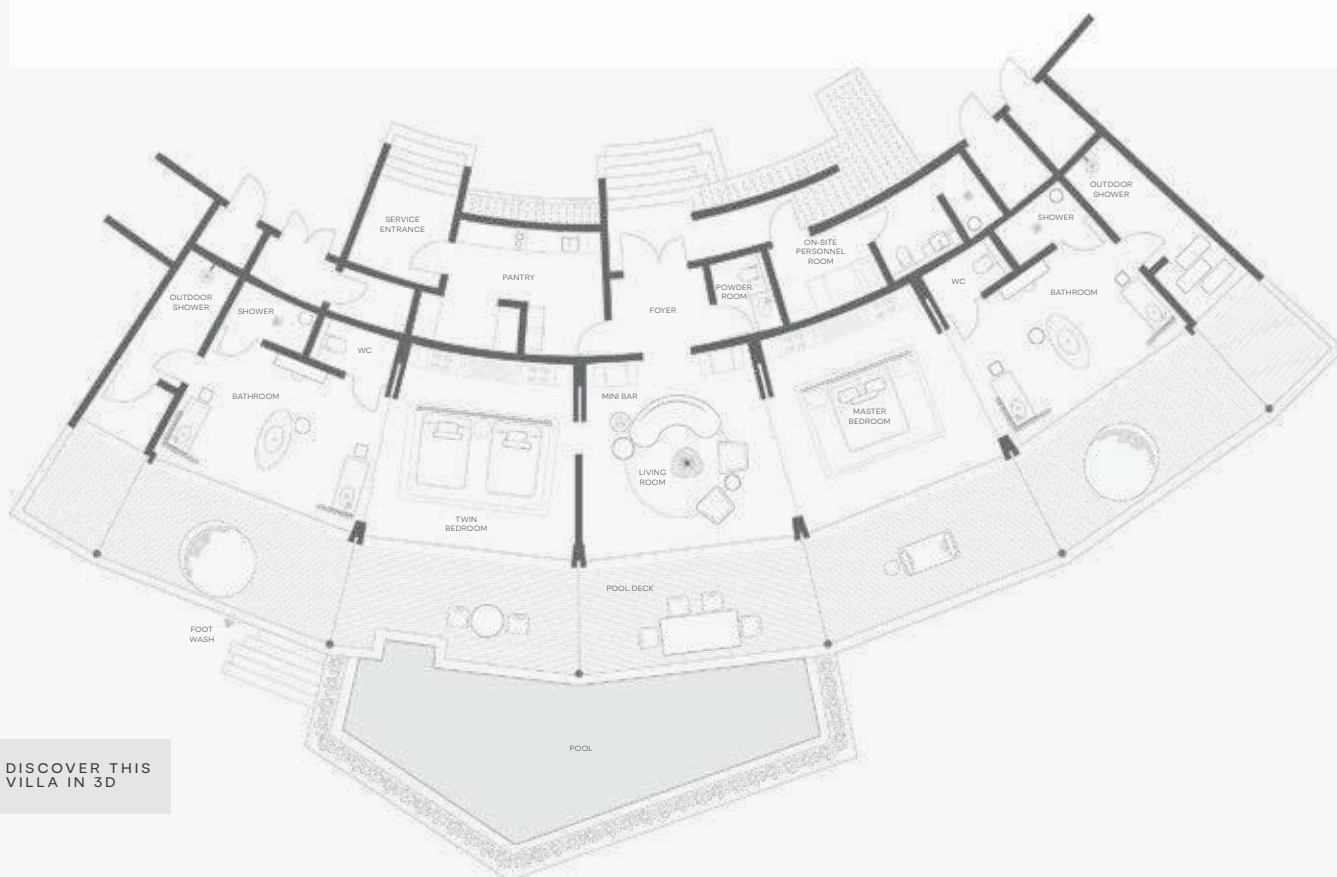 OUTDOOR
SHOWER
SHOWER
SERVICE
ENTRANCE
ON-SITE
PERSONNEL
ROOM
PANTRY
WC
POWDER
ROOM
BATHROOM
OUTDOOR
SHOWER
SHOWER
FOYER
WC
BATHROOM
MINI BAR
MASTER
BEDROOM
LIVING
ROOM
TWIN
BEDROOM
POOL DECK
FOOT
WASH
POOL
DISCOVER THIS
VILLA IN 3D